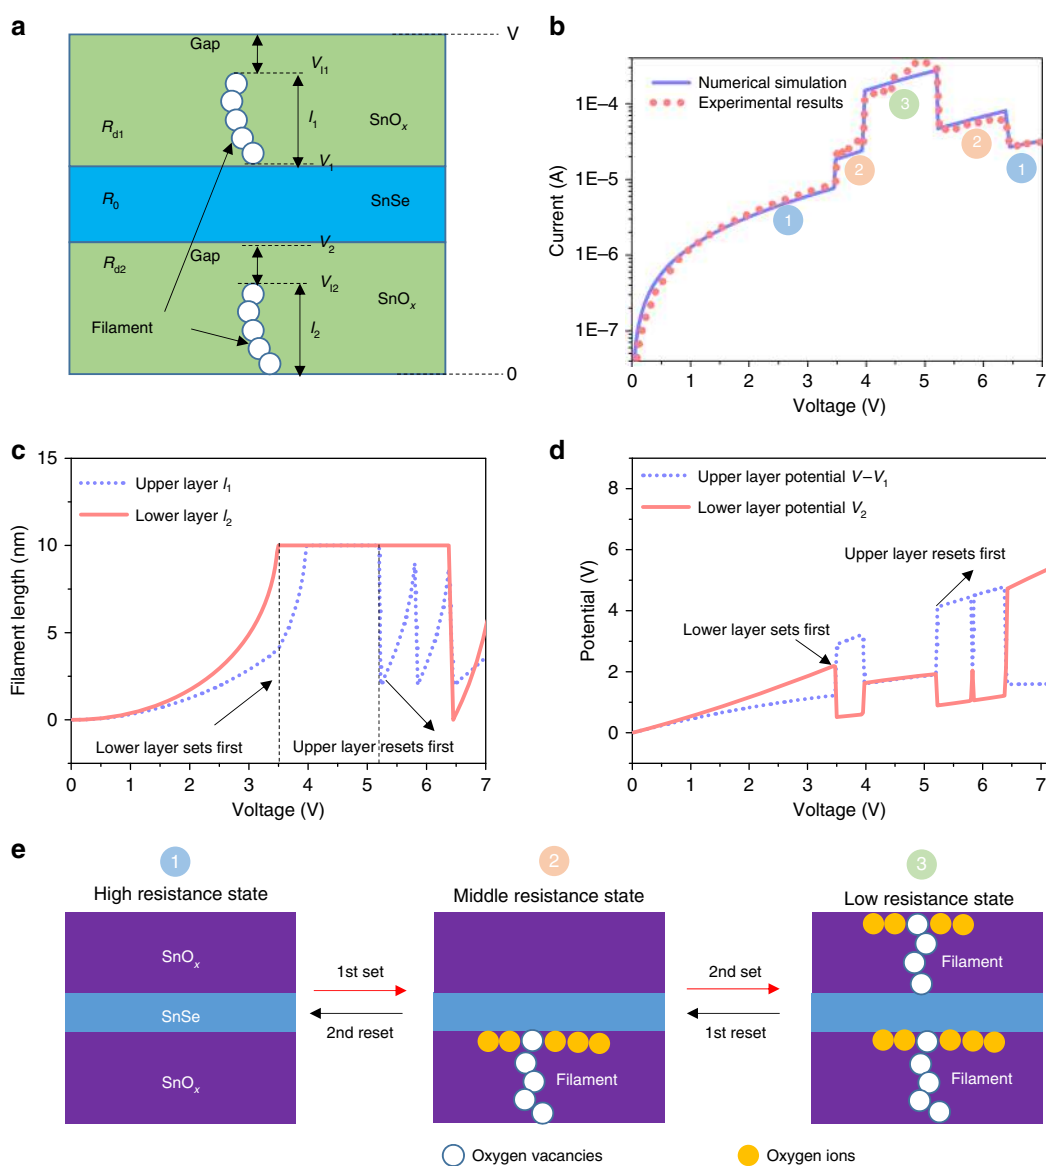 a
V
Gap
V_l1
R_d1
l_1
SnO_x
V_1
R_0
SnSe
V_2
R_d2
Gap
V_l2
SnO_x
Filament
l_2
0
b
Numerical simulation
Experimental results
1
2
3
2
1
1E–4
1E–5
1E–6
1E–7
Current (A)
0 1 2 3 4 5 6 7
Voltage (V)
c
Upper layer l_1
Lower layer l_2
15
10
5
0
Filament length (nm)
Lower layer sets first
Upper layer resets first
0 1 2 3 4 5 6 7
Voltage (V)
d
Upper layer potential V–V_1
Lower layer potential V_2
8
6
4
2
0
Potential (V)
Upper layer resets first
Lower layer sets first
0 1 2 3 4 5 6 7
Voltage (V)
e
1
High resistance state
SnO_x
SnSe
SnO_x
1st set
2nd reset
2
Middle resistance state
Filament
2nd set
1st reset
3
Low resistance state
Filament
Filament
Oxygen vacancies
Oxygen ions